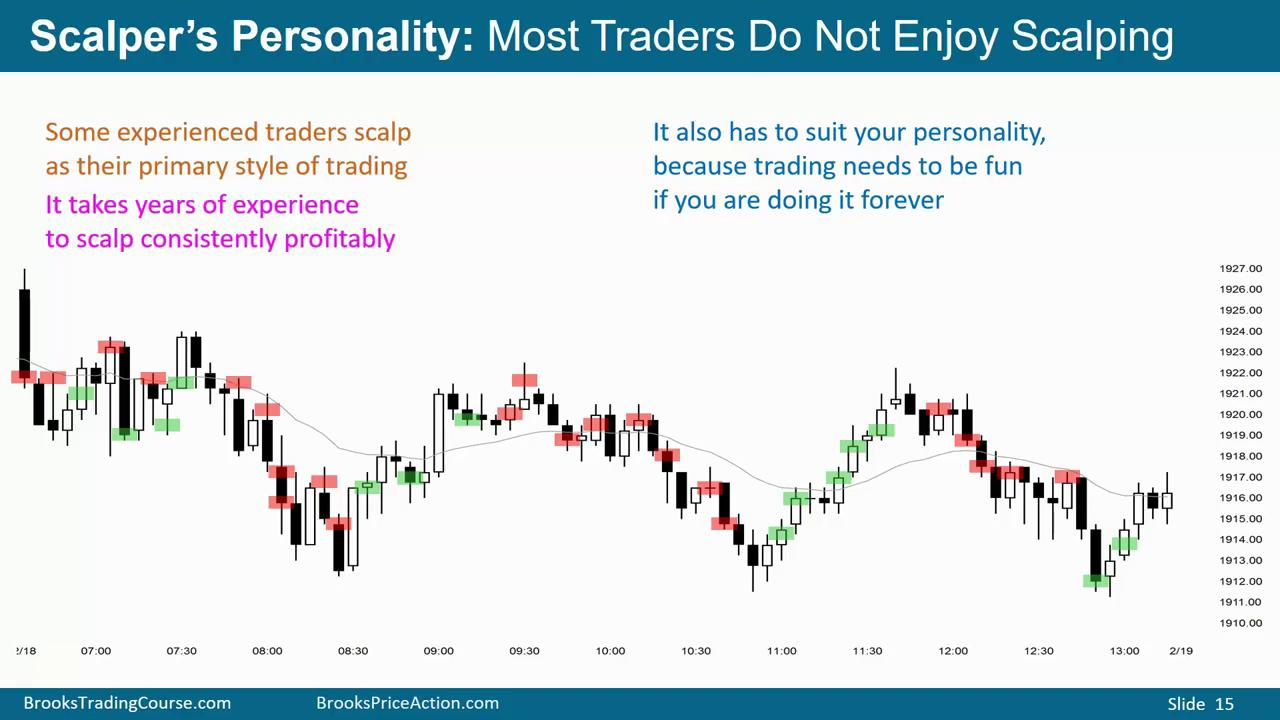 Scalper's Personality: Most Traders Do Not Enjoy Scalping
Some experienced traders scalp
as their primary style of trading
It takes years of experience
to scalp consistently profitably
It also has to suit your personality,
because trading needs to be fun
if you are doing it forever
1927.00
1926.00
1925.00
1924.00
1923.00
1922.00
1921.00
1920.00
1919.00
1918.00
1917.00
1916.00
1915.00
1914.00
1913.00
1912.00
1911.00
1910.00
2/18 07:00 07:30 08:00 08:30 09:00 09:30 10:00 10:30 11:00 11:30 12:00 12:30 13:00 2/19
BrooksTradingCourse.com BrooksPriceAction.com Slide 15